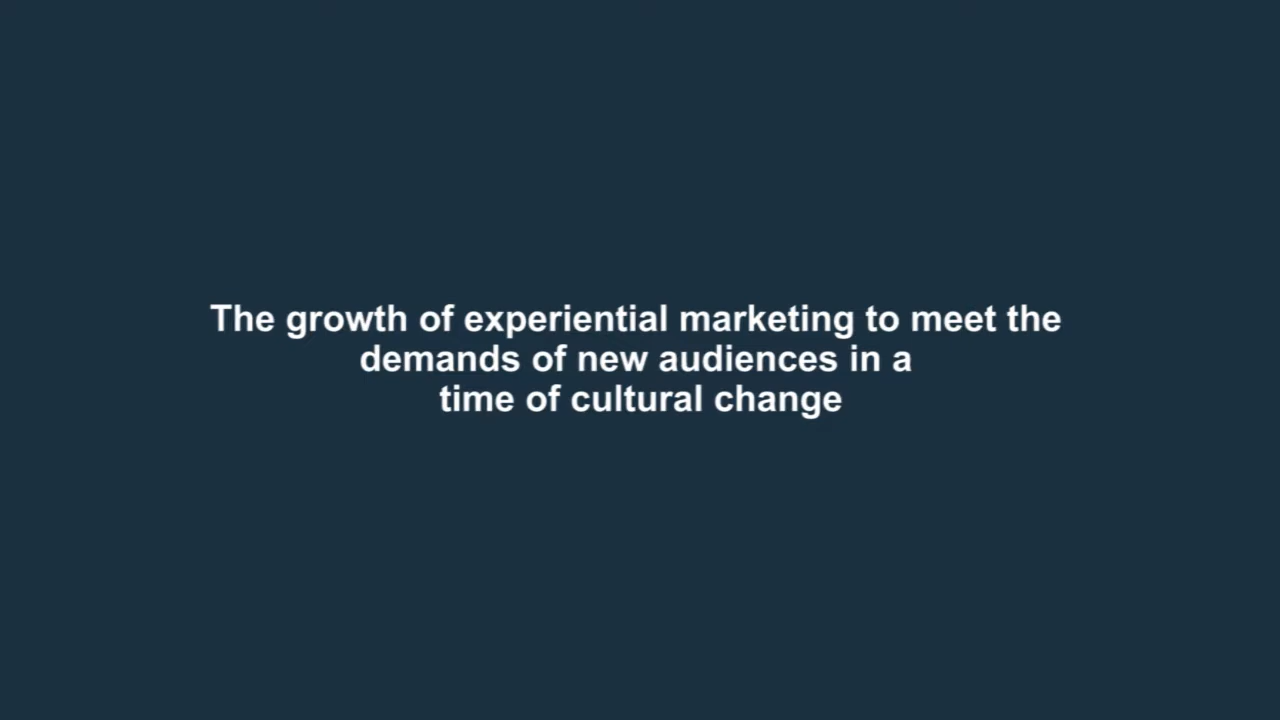 The growth of experiential marketing to meet the
demands of new audiences in a
time of cultural change